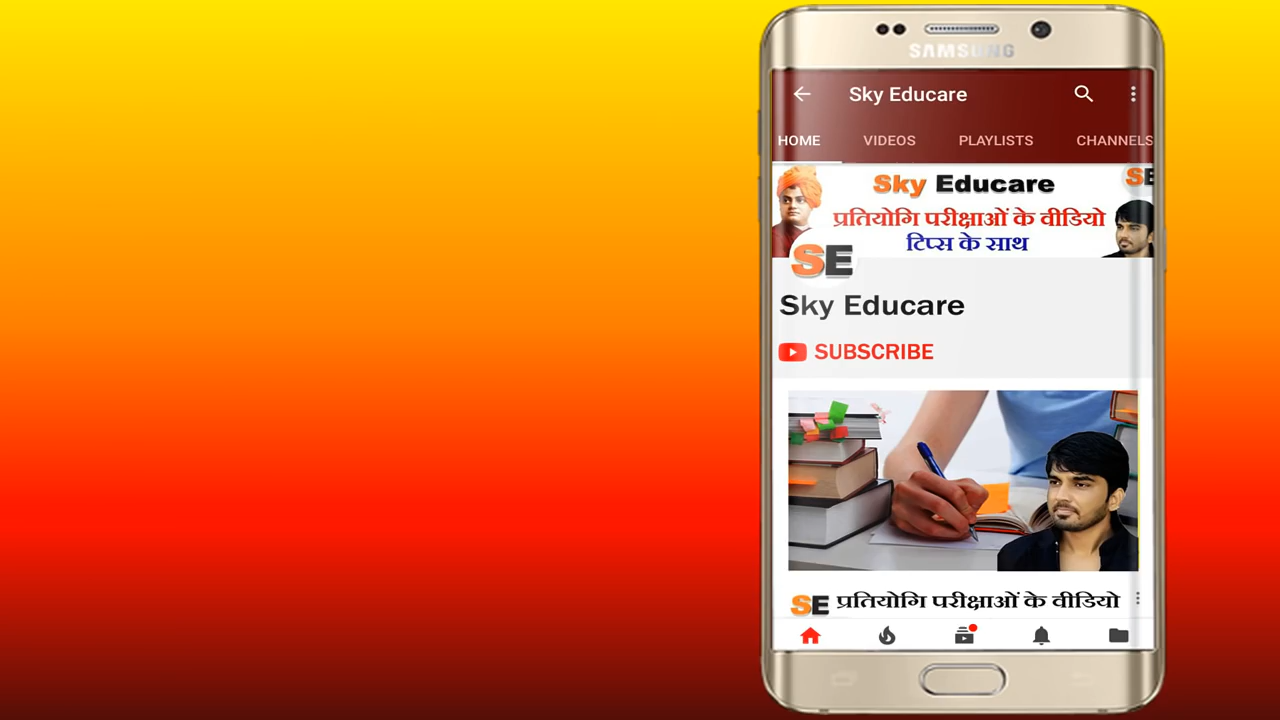 SAMSUNG
Sky Educare
HOME VIDEOS PLAYLISTS CHANNELS
Sky Educare SE
प्रतियोगि परीक्षाओं के वीडियो
टिप्स के साथ
SE
Sky Educare
SUBSCRIBE
SE प्रतियोगि परीक्षाओं के वीडियो